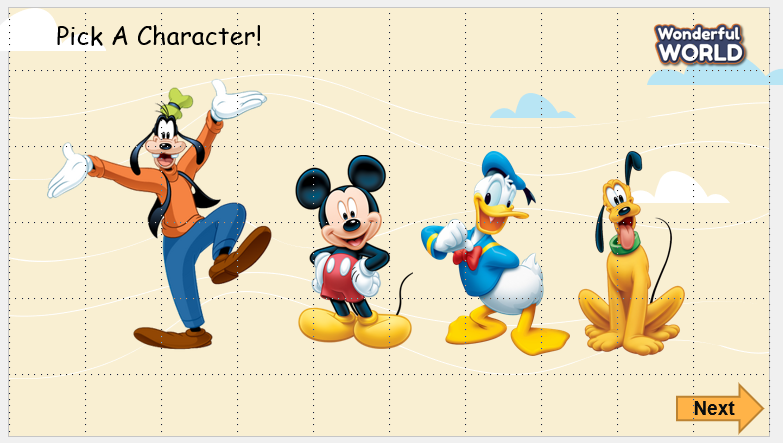 Pick A Character!
Wonderful
WORLD
Next